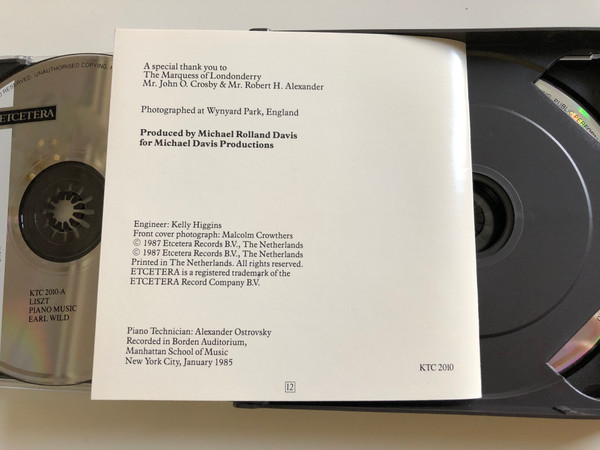 A special thank you to
The Marquess of Londonderry
Mr. John O. Crosby & Mr. Robert H. Alexander
Photographed at Wynyard Park, England
Produced by Michael Rolland Davis
for Michael Davis Productions
Engineer: Kelly Higgins
Front cover photograph: Malcolm Crowthers
Ⓒ 1987 Etcetera Records B.V., The Netherlands
Ⓒ 1987 Etcetera Records B.V., The Netherlands
Printed in The Netherlands. All rights reserved.
ETCETERA is a registered trademark of the
ETCETERA Record Company B.V.
Piano Technician: Alexander Ostrovsky
Recorded in Borden Auditorium,
Manhattan School of Music
New York City, January 1985
KTC 2010
12
RESERVED. UNAUTHORISED COPYING,
ETCETERA
KTC 2010-A
LISZT
PIANO MUSIC
EARL WILD
PUBLIC